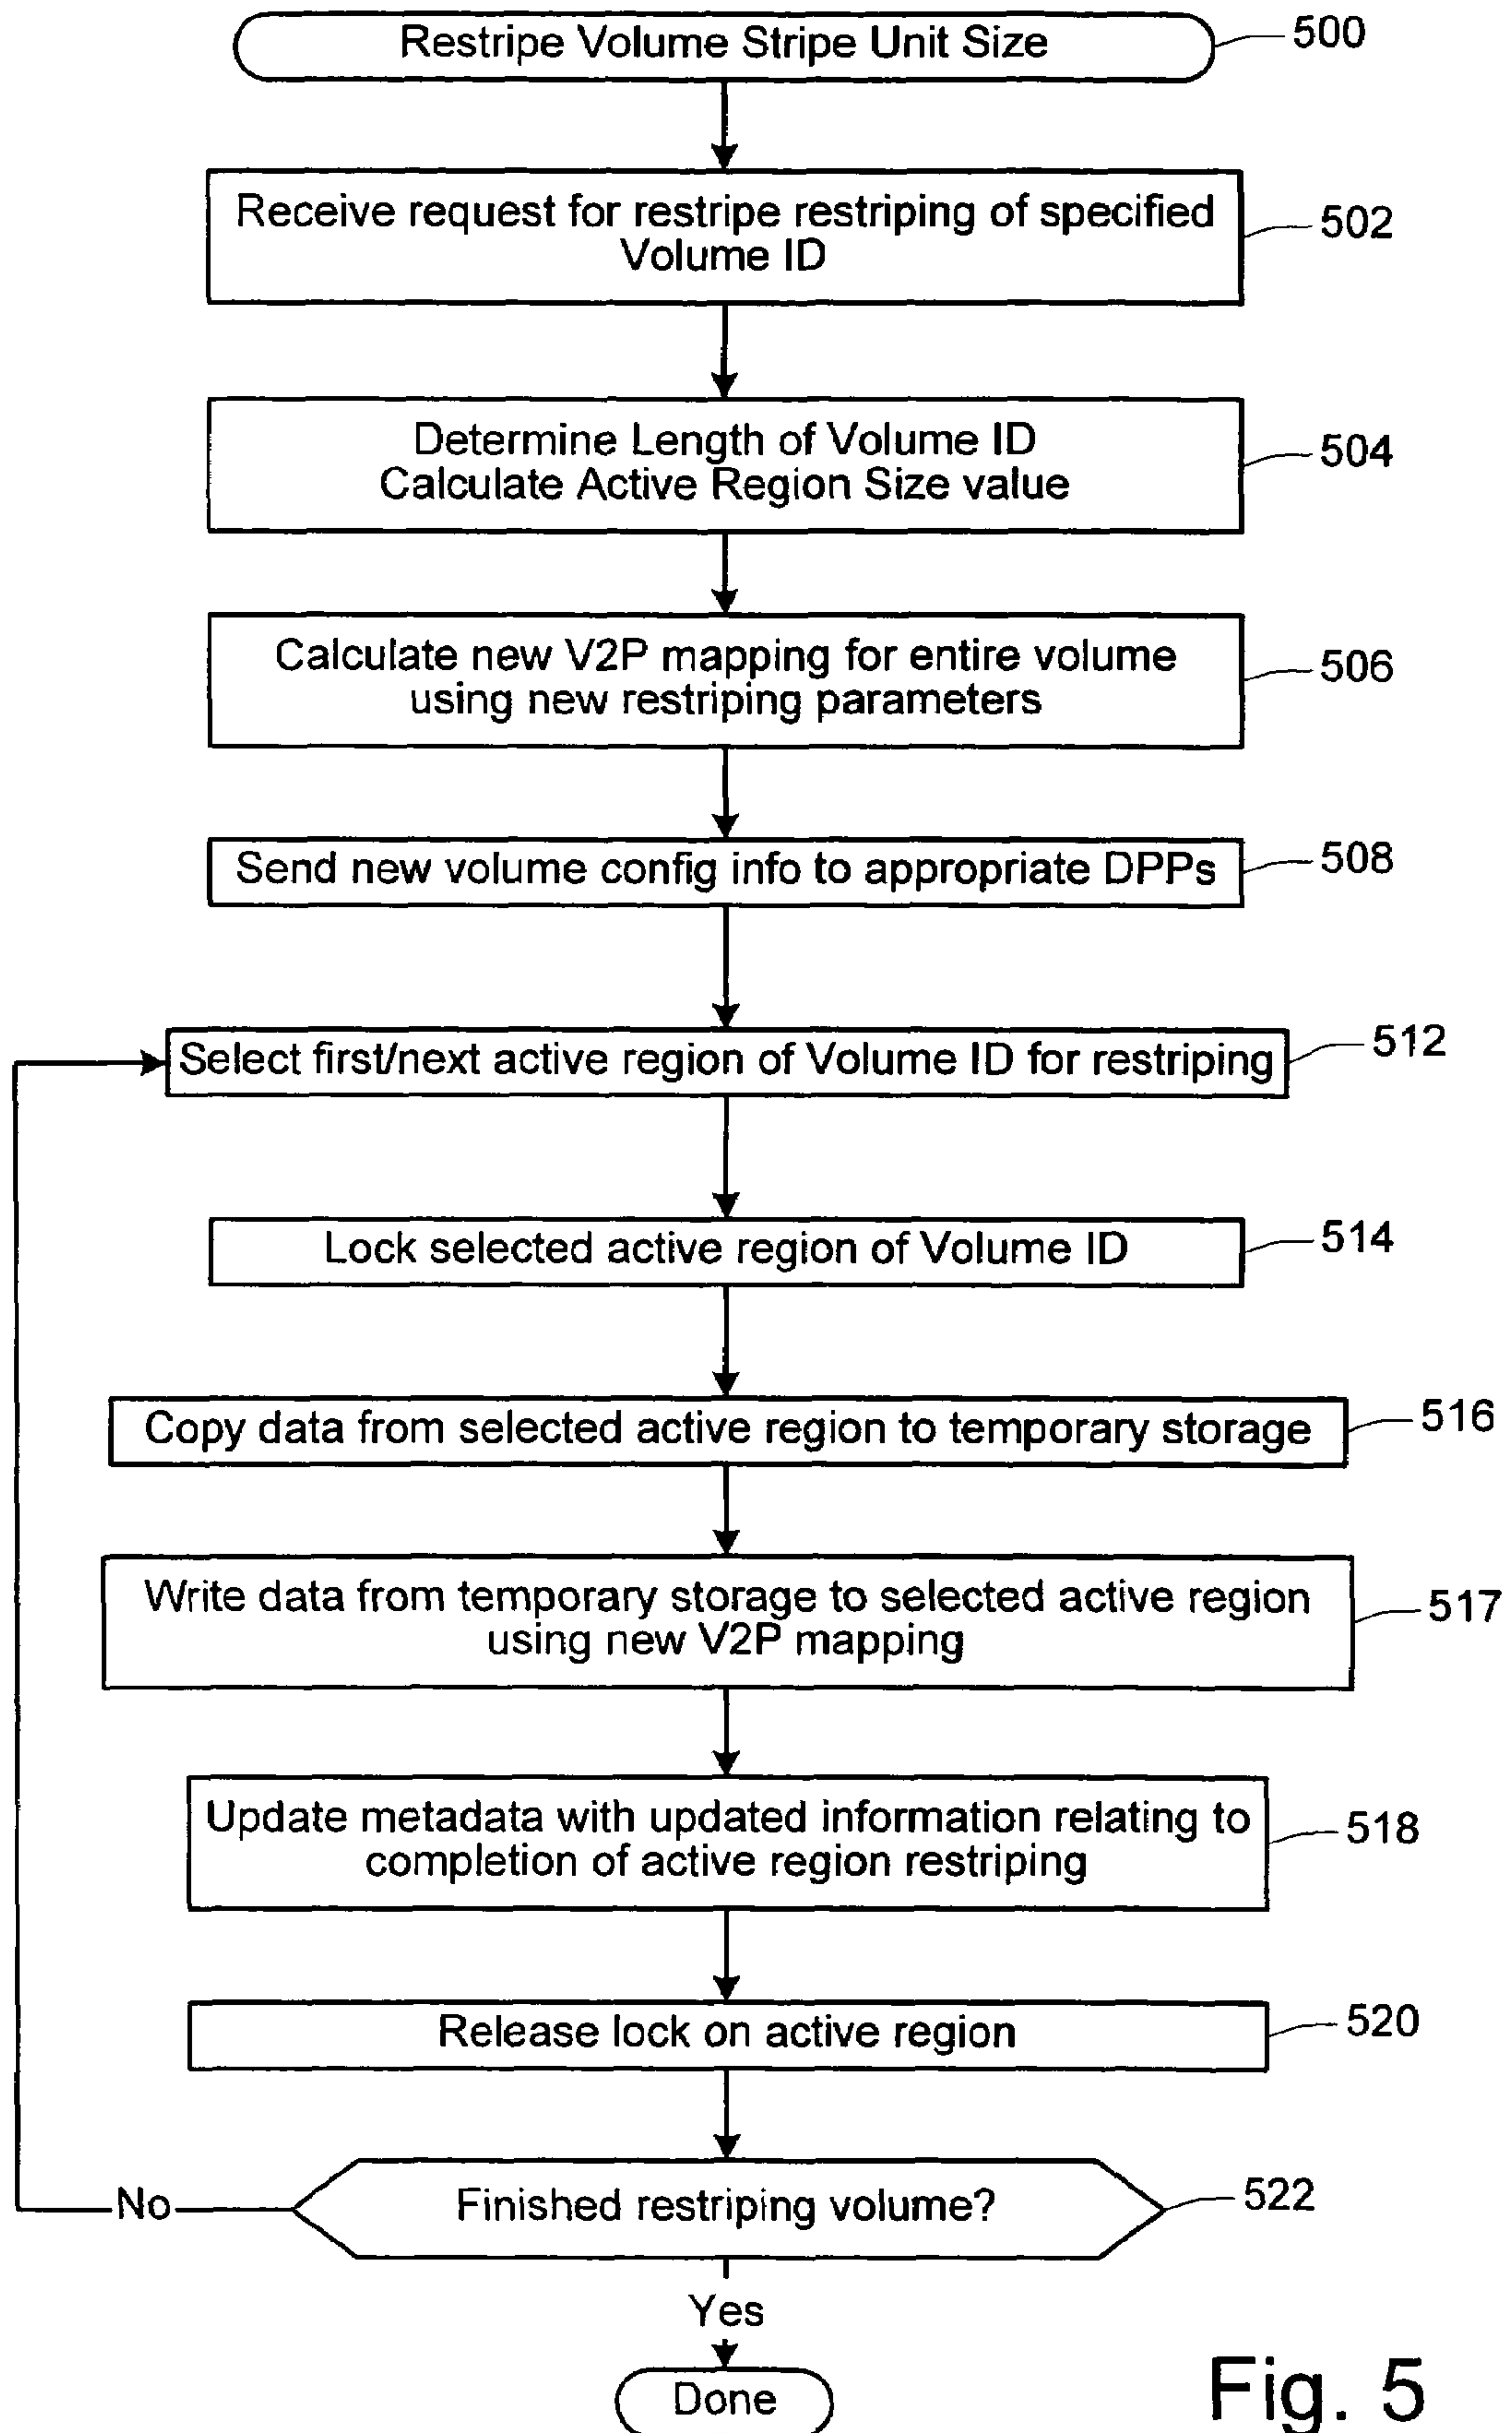 Restripe Volume Stripe Unit Size
500
Receive request for restripe restriping of specified
Volume ID
502
Determine Length of Volume ID
Calculate Active Region Size value
504
Calculate new V2P mapping for entire volume
using new restriping parameters
506
Send new volume config info to appropriate DPPs
508
Select first/next active region of Volume ID for restriping
512
Lock selected active region of Volume ID
514
Copy data from selected active region to temporary storage
516
Write data from temporary storage to selected active region
using new V2P mapping
517
Update metadata with updated information relating to
completion of active region restriping
518
Release lock on active region
520
Finished restriping volume?
522
No
Yes
Done
Fig. 5